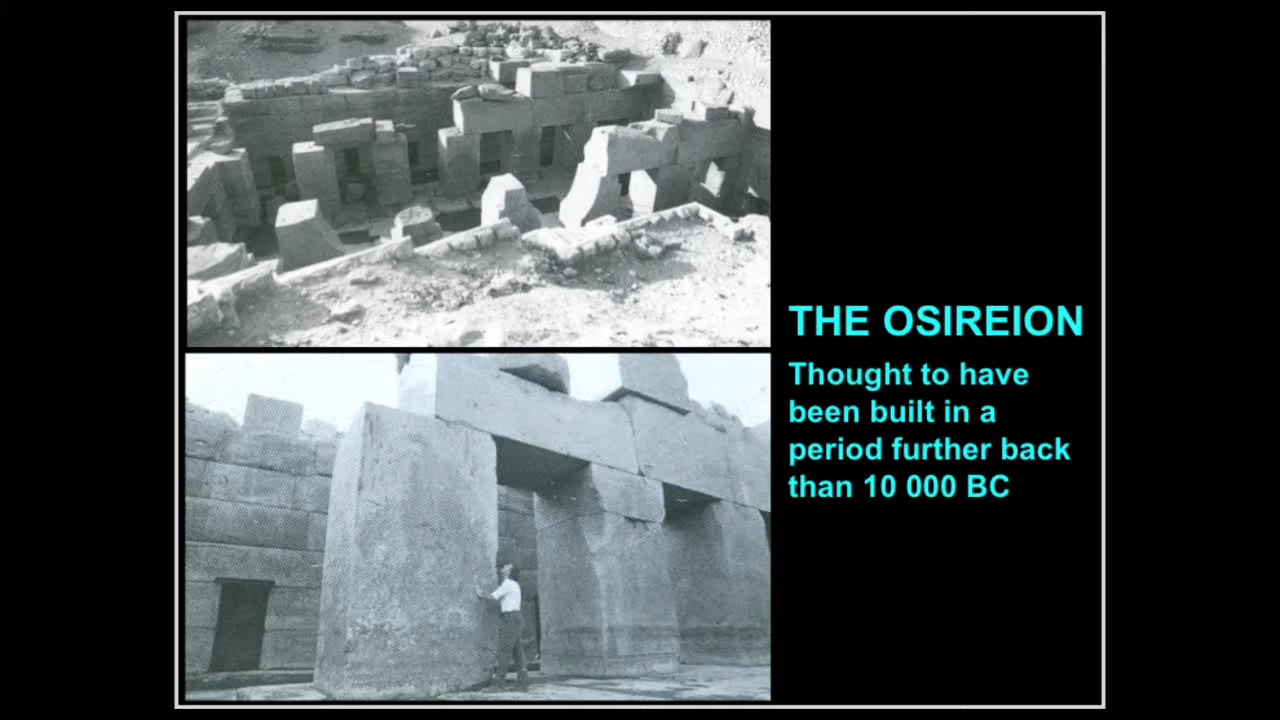 THE OSIREION
Thought to have
been built in a
period further back
than 10 000 BC